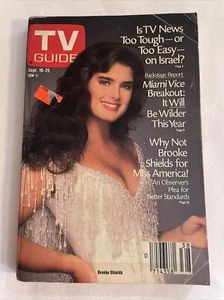 TV
GUIDE
Sept. 19-25
Is TV News
Too Tough—or
Too Easy—
on Israel?
Backstage Report
Miami Vice
Breakout:
It Will
Be Wilder
This Year
Why Not
Brooke
Shields for
Miss America!
An Observer's
Plea for
Better Standards
Brooke Shields
0
38